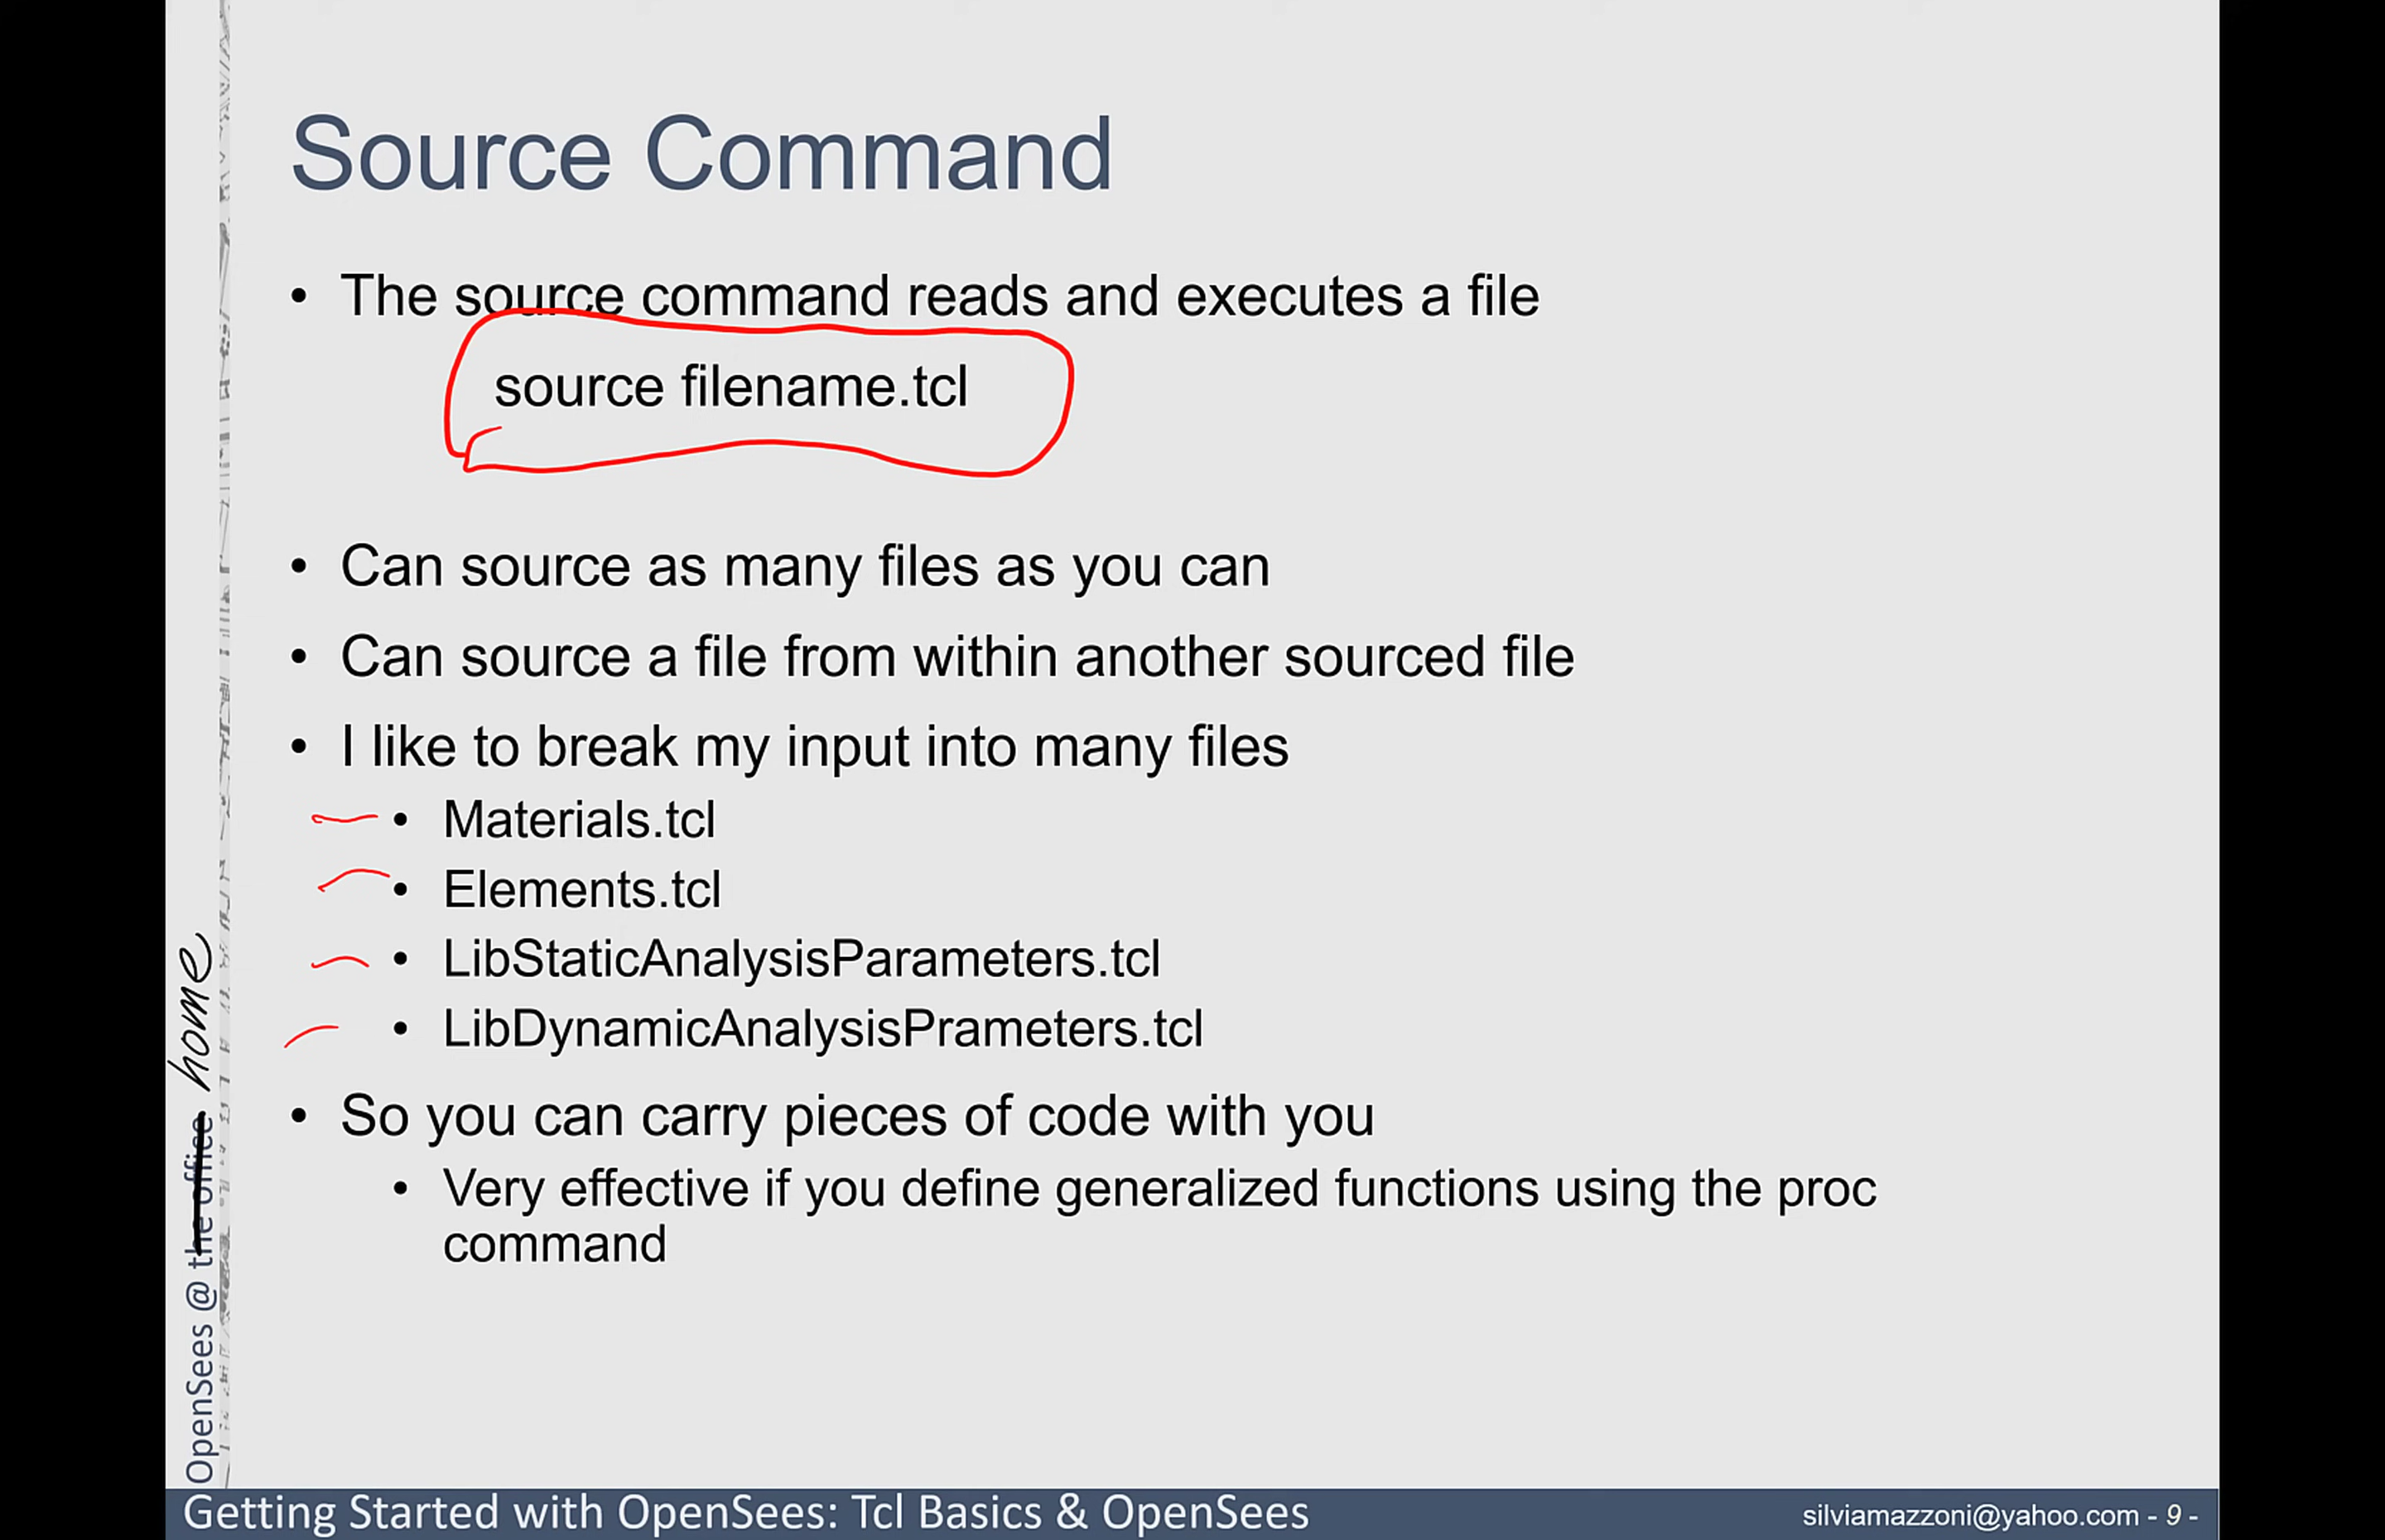 Source Command
• The source command reads and executes a file
source filename.tcl
• Can source as many files as you can
• Can source a file from within another sourced file
• I like to break my input into many files
• Materials.tcl
• Elements.tcl
• LibStaticAnalysisParameters.tcl
• LibDynamicAnalysisPrameters.tcl
• So you can carry pieces of code with you
• Very effective if you define generalized functions using the proc
command
OpenSees @ the office home
Getting Started with OpenSees: Tcl Basics & OpenSees
silviamazzoni@yahoo.com - 9 -